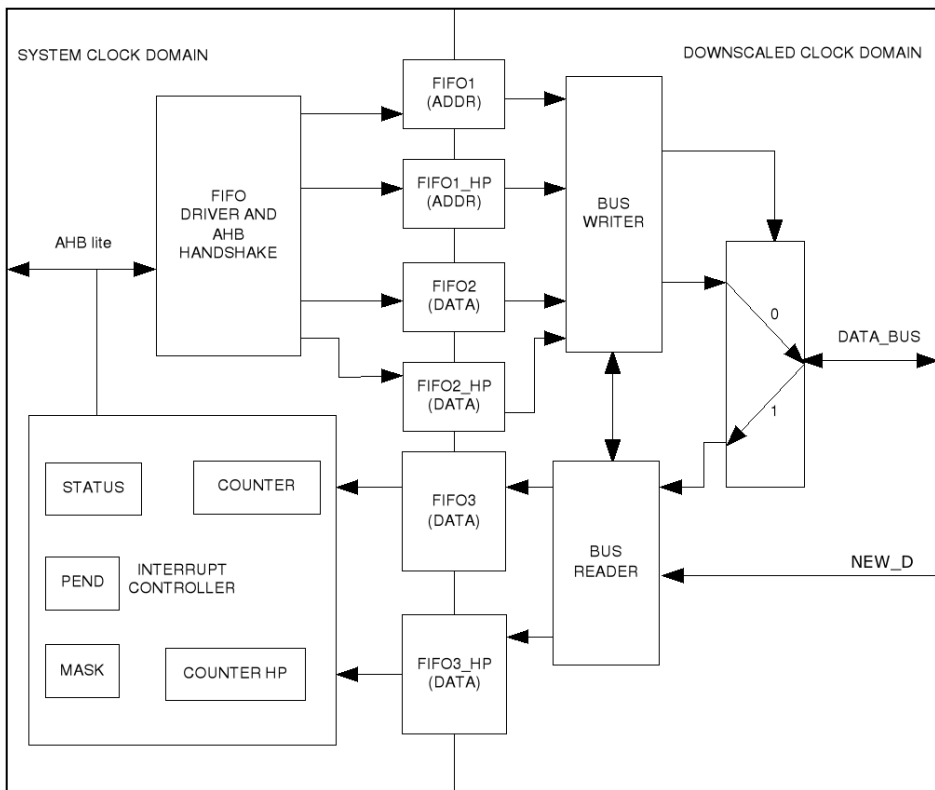 SYSTEM CLOCK DOMAIN
DOWNSCALED CLOCK DOMAIN
FIFO1
(ADDR)
FIFO1_HP
(ADDR)
FIFO
DRIVER AND
AHB
HANDSHAKE
BUS
WRITER
AHB lite
FIFO2
(DATA)
0
DATA_BUS
FIFO2_HP
(DATA)
1
STATUS
COUNTER
FIFO3
(DATA)
BUS
READER
PEND
INTERRUPT
CONTROLLER
NEW_D
MASK
COUNTER HP
FIFO3_HP
(DATA)